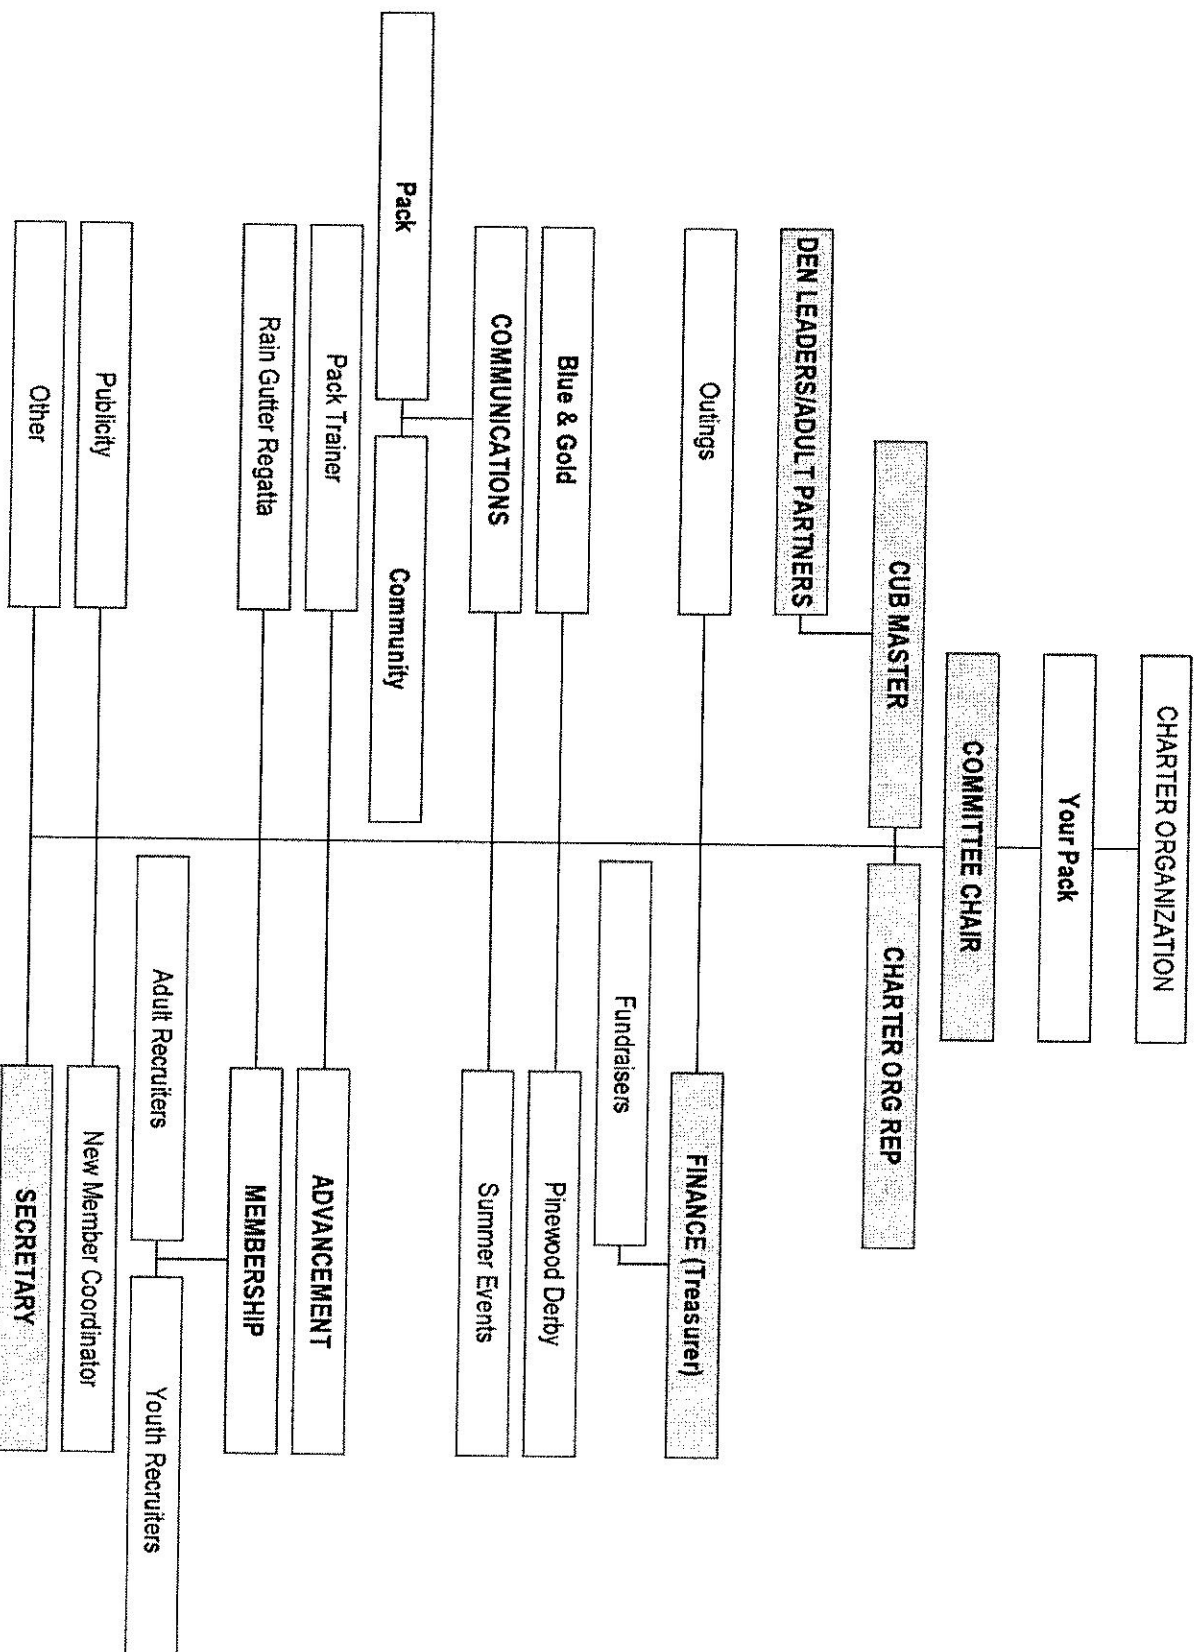 CHARTER ORGANIZATION
Your Pack
COMMITTEE CHAIR
CUB MASTER
CHARTER ORG REP
DEN LEADERS/ADULT PARTNERS
Outings
FINANCE (Treasurer)
Fundraisers
Blue & Gold
Pinewood Derby
COMMUNICATIONS
Summer Events
Pack
Community
Pack Trainer
ADVANCEMENT
Rain Gutter Regatta
MEMBERSHIP
Adult Recruiters
Youth Recruiters
Publicity
New Member Coordinator
Other
SECRETARY